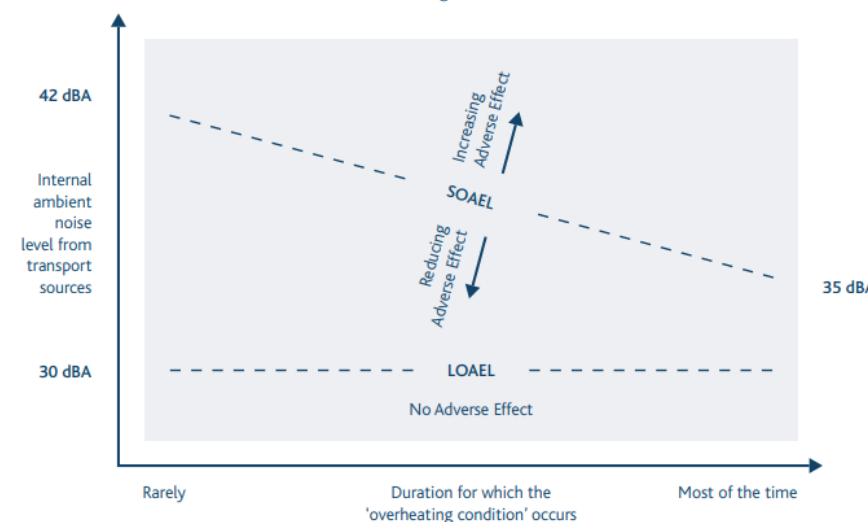 42 dBA
Internal
ambient
noise
level from
transport
sources
30 dBA
Increasing
Adverse Effect
SOAEL
Reducing
Adverse Effect
35 dBA
LOAEL
No Adverse Effect
Rarely
Duration for which the
'overheating condition' occurs
Most of the time